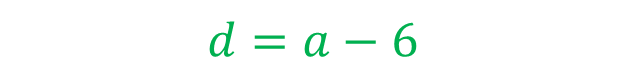 d = a − 6